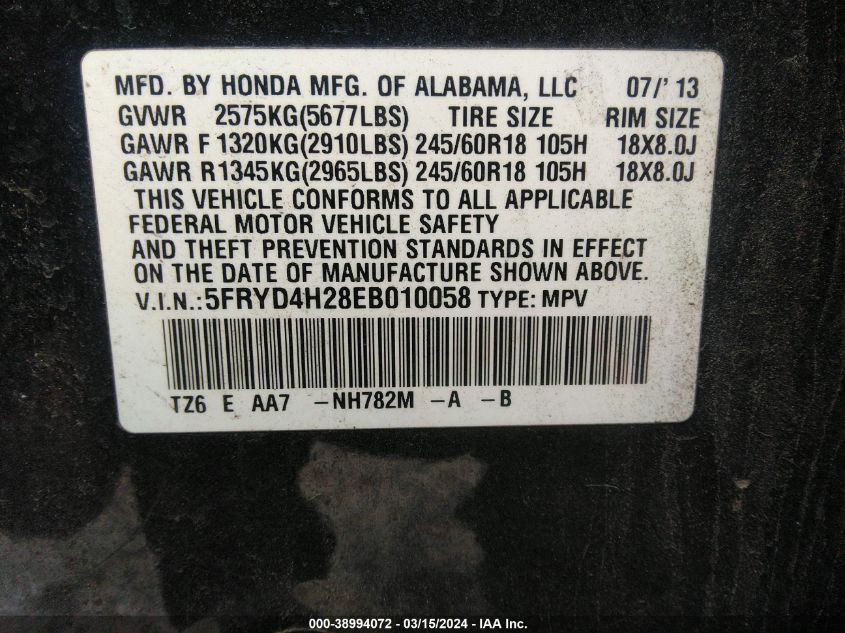 MFD. BY HONDA MFG. OF ALABAMA, LLC 07/' 13
GVWR 2575KG(5677LBS) TIRE SIZE RIM SIZE
GAWR F 1320KG(2910LBS) 245/60R18 105H 18X8.0J
GAWR R 1345KG(2965LBS) 245/60R18 105H 18X8.0J
THIS VEHICLE CONFORMS TO ALL APPLICABLE
FEDERAL MOTOR VEHICLE SAFETY
AND THEFT PREVENTION STANDARDS IN EFFECT
ON THE DATE OF MANUFACTURE SHOWN ABOVE.
V.I.N.: 5FRYD4H28EB010058 TYPE: MPV
TZ6 E AA7 -NH782M -A -B
000-38994072 - 03/15/2024 - IAA Inc.